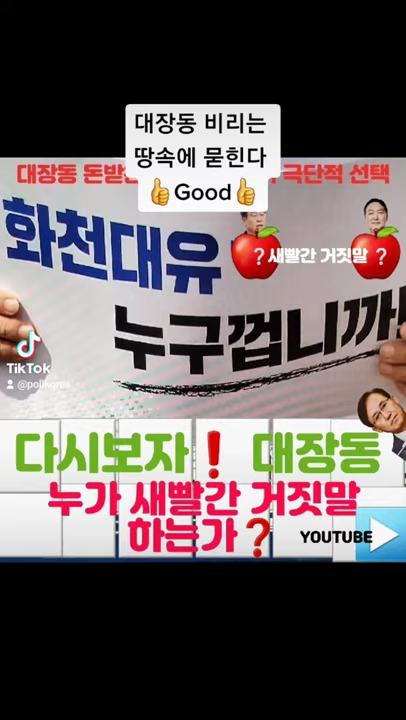 대장동 비리는
땅속에 묻힌다
👍Good👍
대장동 돈받은 극단적 선택
화천대유
❓새빨간 거짓말❓
누구껍니까
TikTok
@polikorea
다시보자❗ 대장동
누가 새빨간 거짓말
하는가❓
YOUTUBE